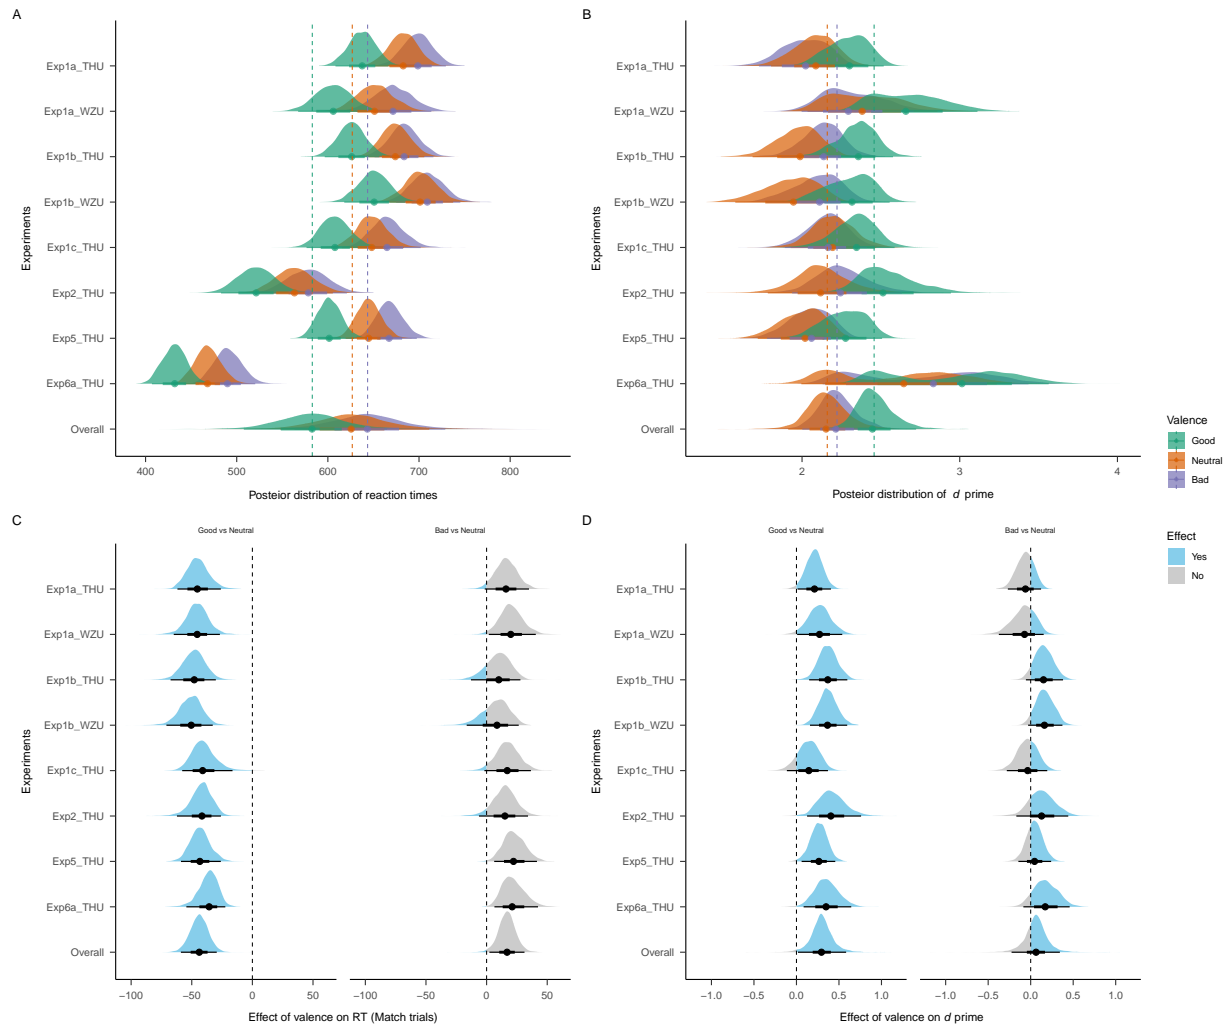 A
Exp1a_THU
Exp1a_WZU
Exp1b_THU
Exp1b_WZU
Exp1c_THU
Exp2_THU
Exp5_THU
Exp6a_THU
Overall
Experiments
400 500 600 700 800
Posteior distribution of reaction times
B
Exp1a_THU
Exp1a_WZU
Exp1b_THU
Exp1b_WZU
Exp1c_THU
Exp2_THU
Exp5_THU
Exp6a_THU
Overall
Experiments
2 3 4
Posteior distribution of d prime
Valence
Good
Neutral
Bad
C
Good vs Neutral Bad vs Neutral
Exp1a_THU
Exp1a_WZU
Exp1b_THU
Exp1b_WZU
Exp1c_THU
Exp2_THU
Exp5_THU
Exp6a_THU
Overall
Experiments
−100 −50 0 50 −100 −50 0 50
Effect of valence on RT (Match trials)
D
Good vs Neutral Bad vs Neutral
Exp1a_THU
Exp1a_WZU
Exp1b_THU
Exp1b_WZU
Exp1c_THU
Exp2_THU
Exp5_THU
Exp6a_THU
Overall
Experiments
−1.0 −0.5 0.0 0.5 1.0 −1.0 −0.5 0.0 0.5 1.0
Effect of valence on d prime
Effect
Yes
No